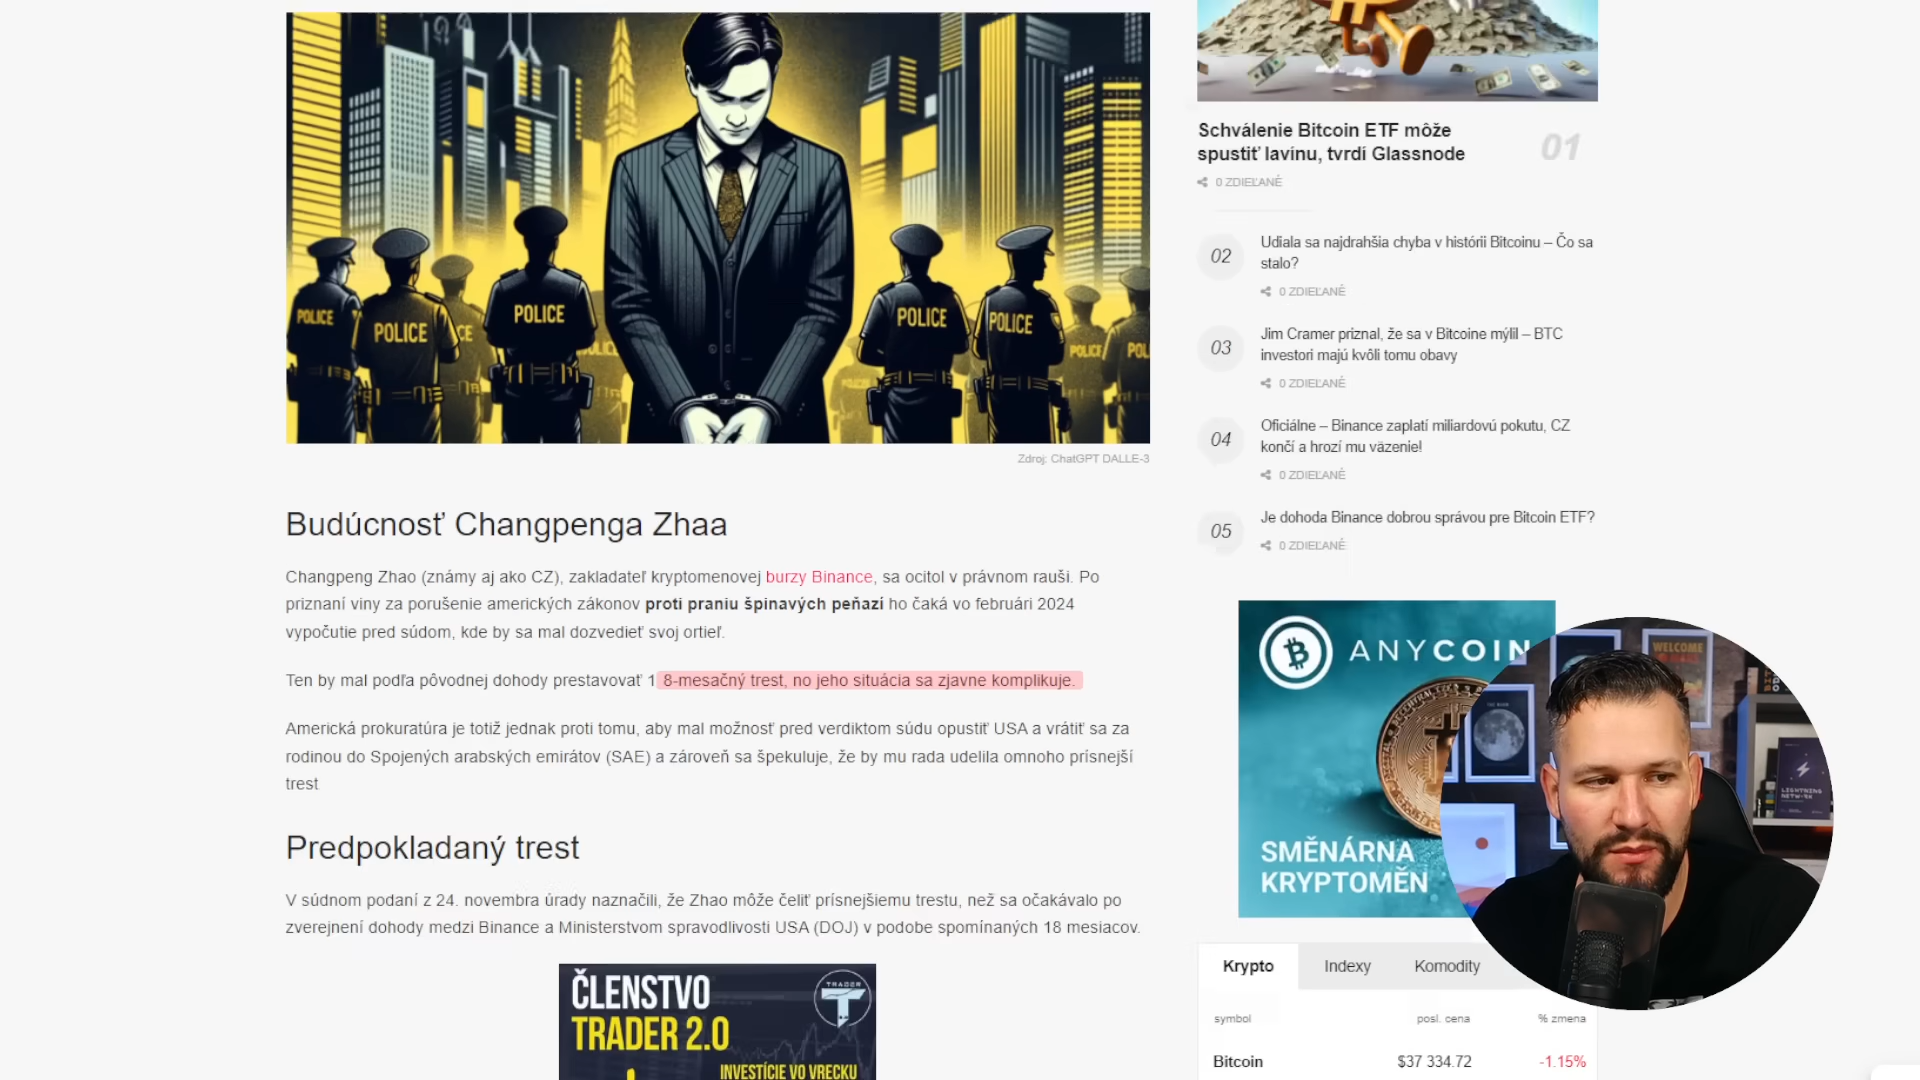 POLICE
POLICE
CE
POLICE
POLICE
POLICE
POLICE
POL
Zdroj: ChatGPT DALLE-3
Budúcnosť Changpenga Zhaa
Changpeng Zhao (známy aj ako CZ), zakladateľ kryptomenovej burzy Binance, sa ocitol v právnom rauši. Po
priznaní viny za porušenie amerických zákonov proti praniu špinavých peňazí ho čaká vo februári 2024
vypočutie pred súdom, kde by sa mal dozvedieť svoj ortieľ.
Ten by mal podľa pôvodnej dohody prestavovať 18-mesačný trest, no jeho situácia sa zjavne komplikuje.
Americká prokuratúra je totiž jednak proti tomu, aby mal možnosť pred verdiktom súdu opustiť USA a vrátiť sa za
rodinou do Spojených arabských emirátov (SAE) a zároveň sa špekuluje, že by mu rada udelila omnoho prísnejší
trest
Predpokladaný trest
V súdnom podaní z 24. novembra úrady naznačili, že Zhao môže čeliť prísnejšiemu trestu, než sa očakávalo po
zverejnení dohody medzi Binance a Ministerstvom spravodlivosti USA (DOJ) v podobe spomínaných 18 mesiacov.
ČLENSTVO
TRADER 2.0
TRADER
INVESTÍCIE VO VRECKU
Schválenie Bitcoin ETF môže
spustiť lavínu, tvrdí Glassnode
01
0 ZDIEĽANÉ
02
Udiala sa najdrahšia chyba v histórii Bitcoinu – Čo sa
stalo?
0 ZDIEĽANÉ
03
Jim Cramer priznal, že sa v Bitcoine mýlil – BTC
investori majú kvôli tomu obavy
0 ZDIEĽANÉ
04
Oficiálne – Binance zaplatí miliardovú pokutu, CZ
končí a hrozí mu väzenie!
0 ZDIEĽANÉ
05
Je dohoda Binance dobrou správou pre Bitcoin ETF?
0 ZDIEĽANÉ
ANYCOIN
SMĚNÁRNA
KRYPTOMĚN
WELCOME
LIGHTNING
NETWORK
Krypto Indexy Komodity
symbol posl. cena % zmena
Bitcoin $37 334.72 -1.15%